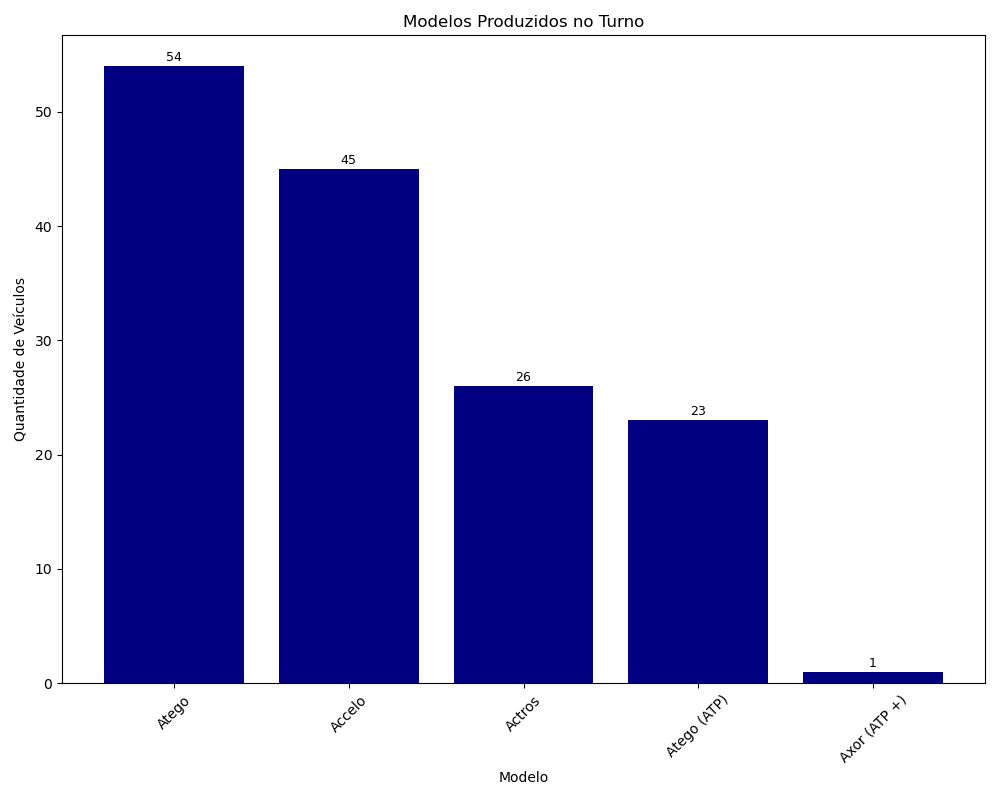 Modelos Produzidos no Turno
54
45
26
23
1
50
40
30
20
10
0
Quantidade de Veículos
Atego
Accelo
Actros
Atego (ATP)
Axor (ATP +)
Modelo